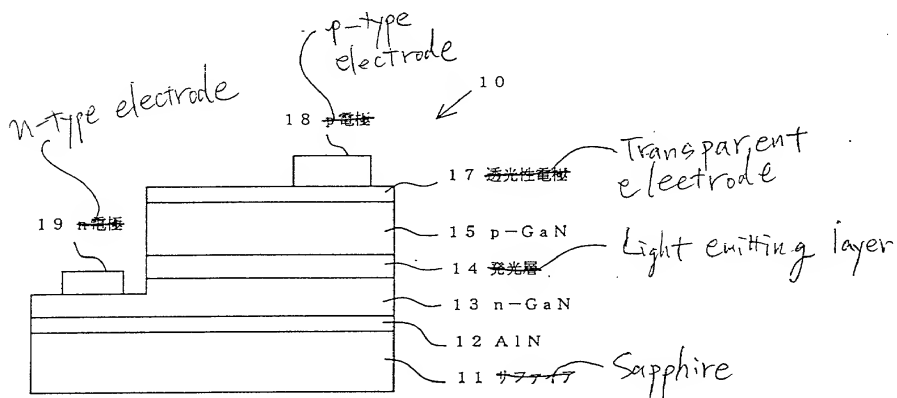 p-type
electrode
n-type electrode
10
18 p電極
17 透光性電極
Transparent
electrode
19 n電極
15 p-GaN
14 発光層
Light emitting layer
13 n-GaN
12 AlN
11 サファイア
Sapphire